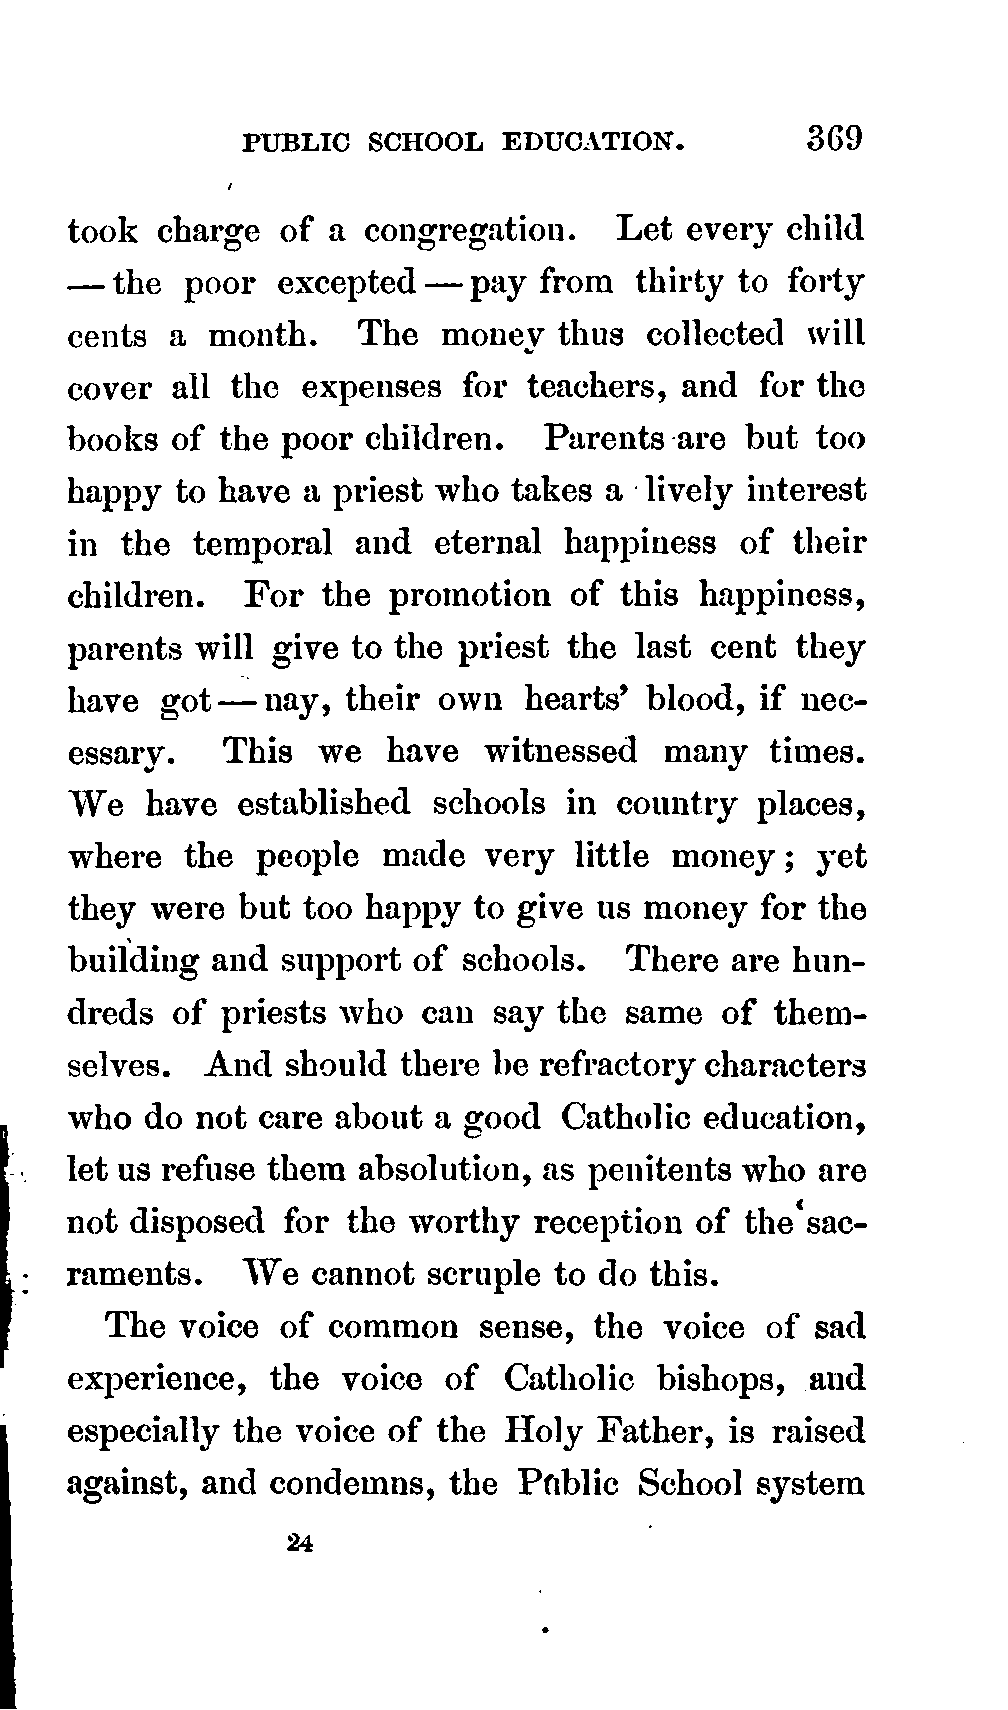 PUBLIC SCHOOL EDUCATION. 369
took charge of a congregation. Let every child
— the poor excepted — pay from thirty to forty
cents a month. The money thus collected will
cover all the expenses for teachers, and for the
books of the poor children. Parents are but too
happy to have a priest who takes a lively interest
in the temporal and eternal happiness of their
children. For the promotion of this happiness,
parents will give to the priest the last cent they
have got — nay, their own hearts' blood, if nec-
essary. This we have witnessed many times.
We have established schools in country places,
where the people made very little money; yet
they were but too happy to give us money for the
building and support of schools. There are hun-
dreds of priests who can say the same of them-
selves. And should there be refractory characters
who do not care about a good Catholic education,
let us refuse them absolution, as penitents who are
not disposed for the worthy reception of the sac-
raments. We cannot scruple to do this.
The voice of common sense, the voice of sad
experience, the voice of Catholic bishops, and
especially the voice of the Holy Father, is raised
against, and condemns, the Public School system
24